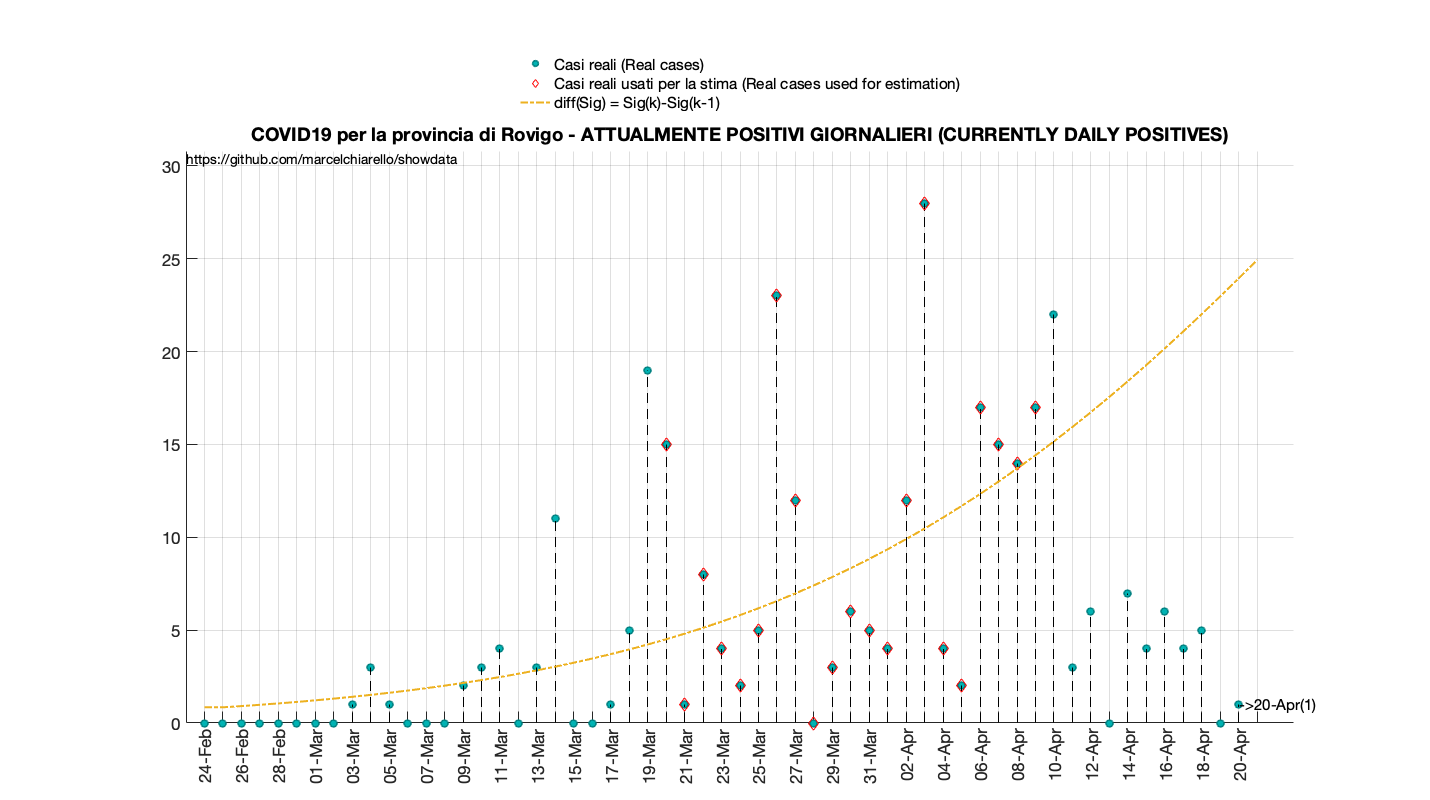 Casi reali (Real cases)
Casi reali usati per la stima (Real cases used for estimation)
diff(Sig) = Sig(k)-Sig(k-1)
COVID19 per la provincia di Rovigo - ATTUALMENTE POSITIVI GIORNALIERI (CURRENTLY DAILY POSITIVES)
https://github.com/marcelchiarello/showdata
30
25
20
15
10
5
0
->20-Apr(1)
24-Feb
26-Feb
28-Feb
01-Mar
03-Mar
05-Mar
07-Mar
09-Mar
11-Mar
13-Mar
15-Mar
17-Mar
19-Mar
21-Mar
23-Mar
25-Mar
27-Mar
29-Mar
31-Mar
02-Apr
04-Apr
06-Apr
08-Apr
10-Apr
12-Apr
14-Apr
16-Apr
18-Apr
20-Apr